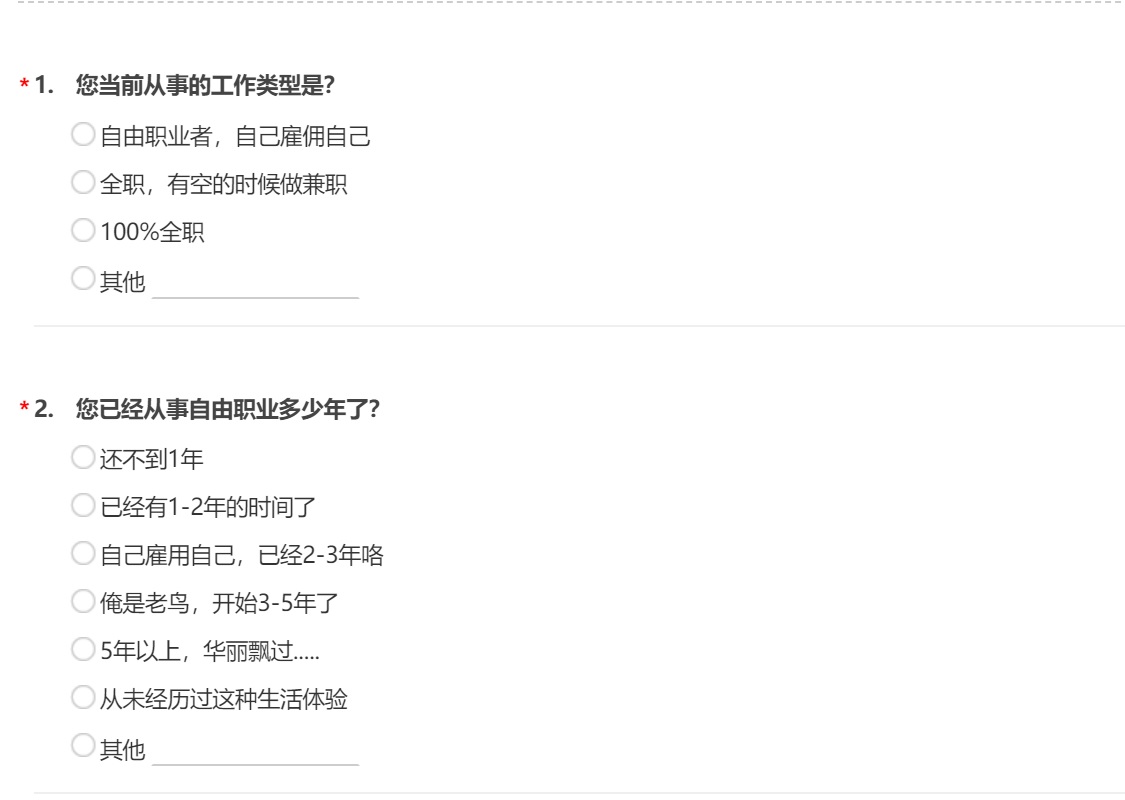 * 1. 您当前从事的工作类型是?
自由职业者，自己雇佣自己
全职，有空的时候做兼职
100%全职
其他
* 2. 您已经从事自由职业多少年了?
还不到1年
已经有1-2年的时间了
自己雇用自己，已经2-3年咯
俺是老鸟，开始3-5年了
5年以上，华丽飘过.....
从未经历过这种生活体验
其他